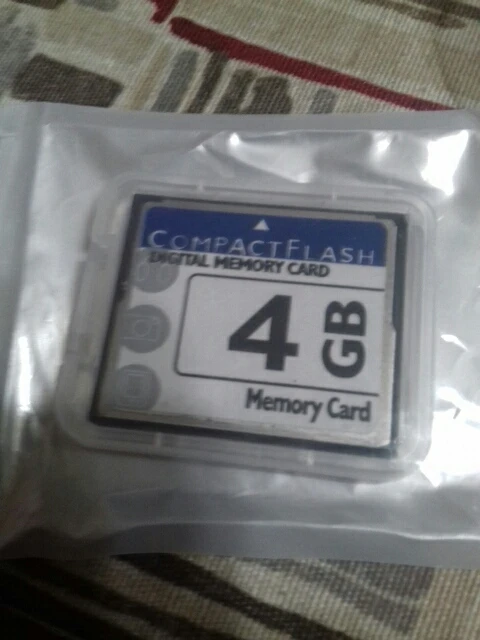 COMPACTFLASH
DIGITAL MEMORY CARD
4 GB
Memory Card